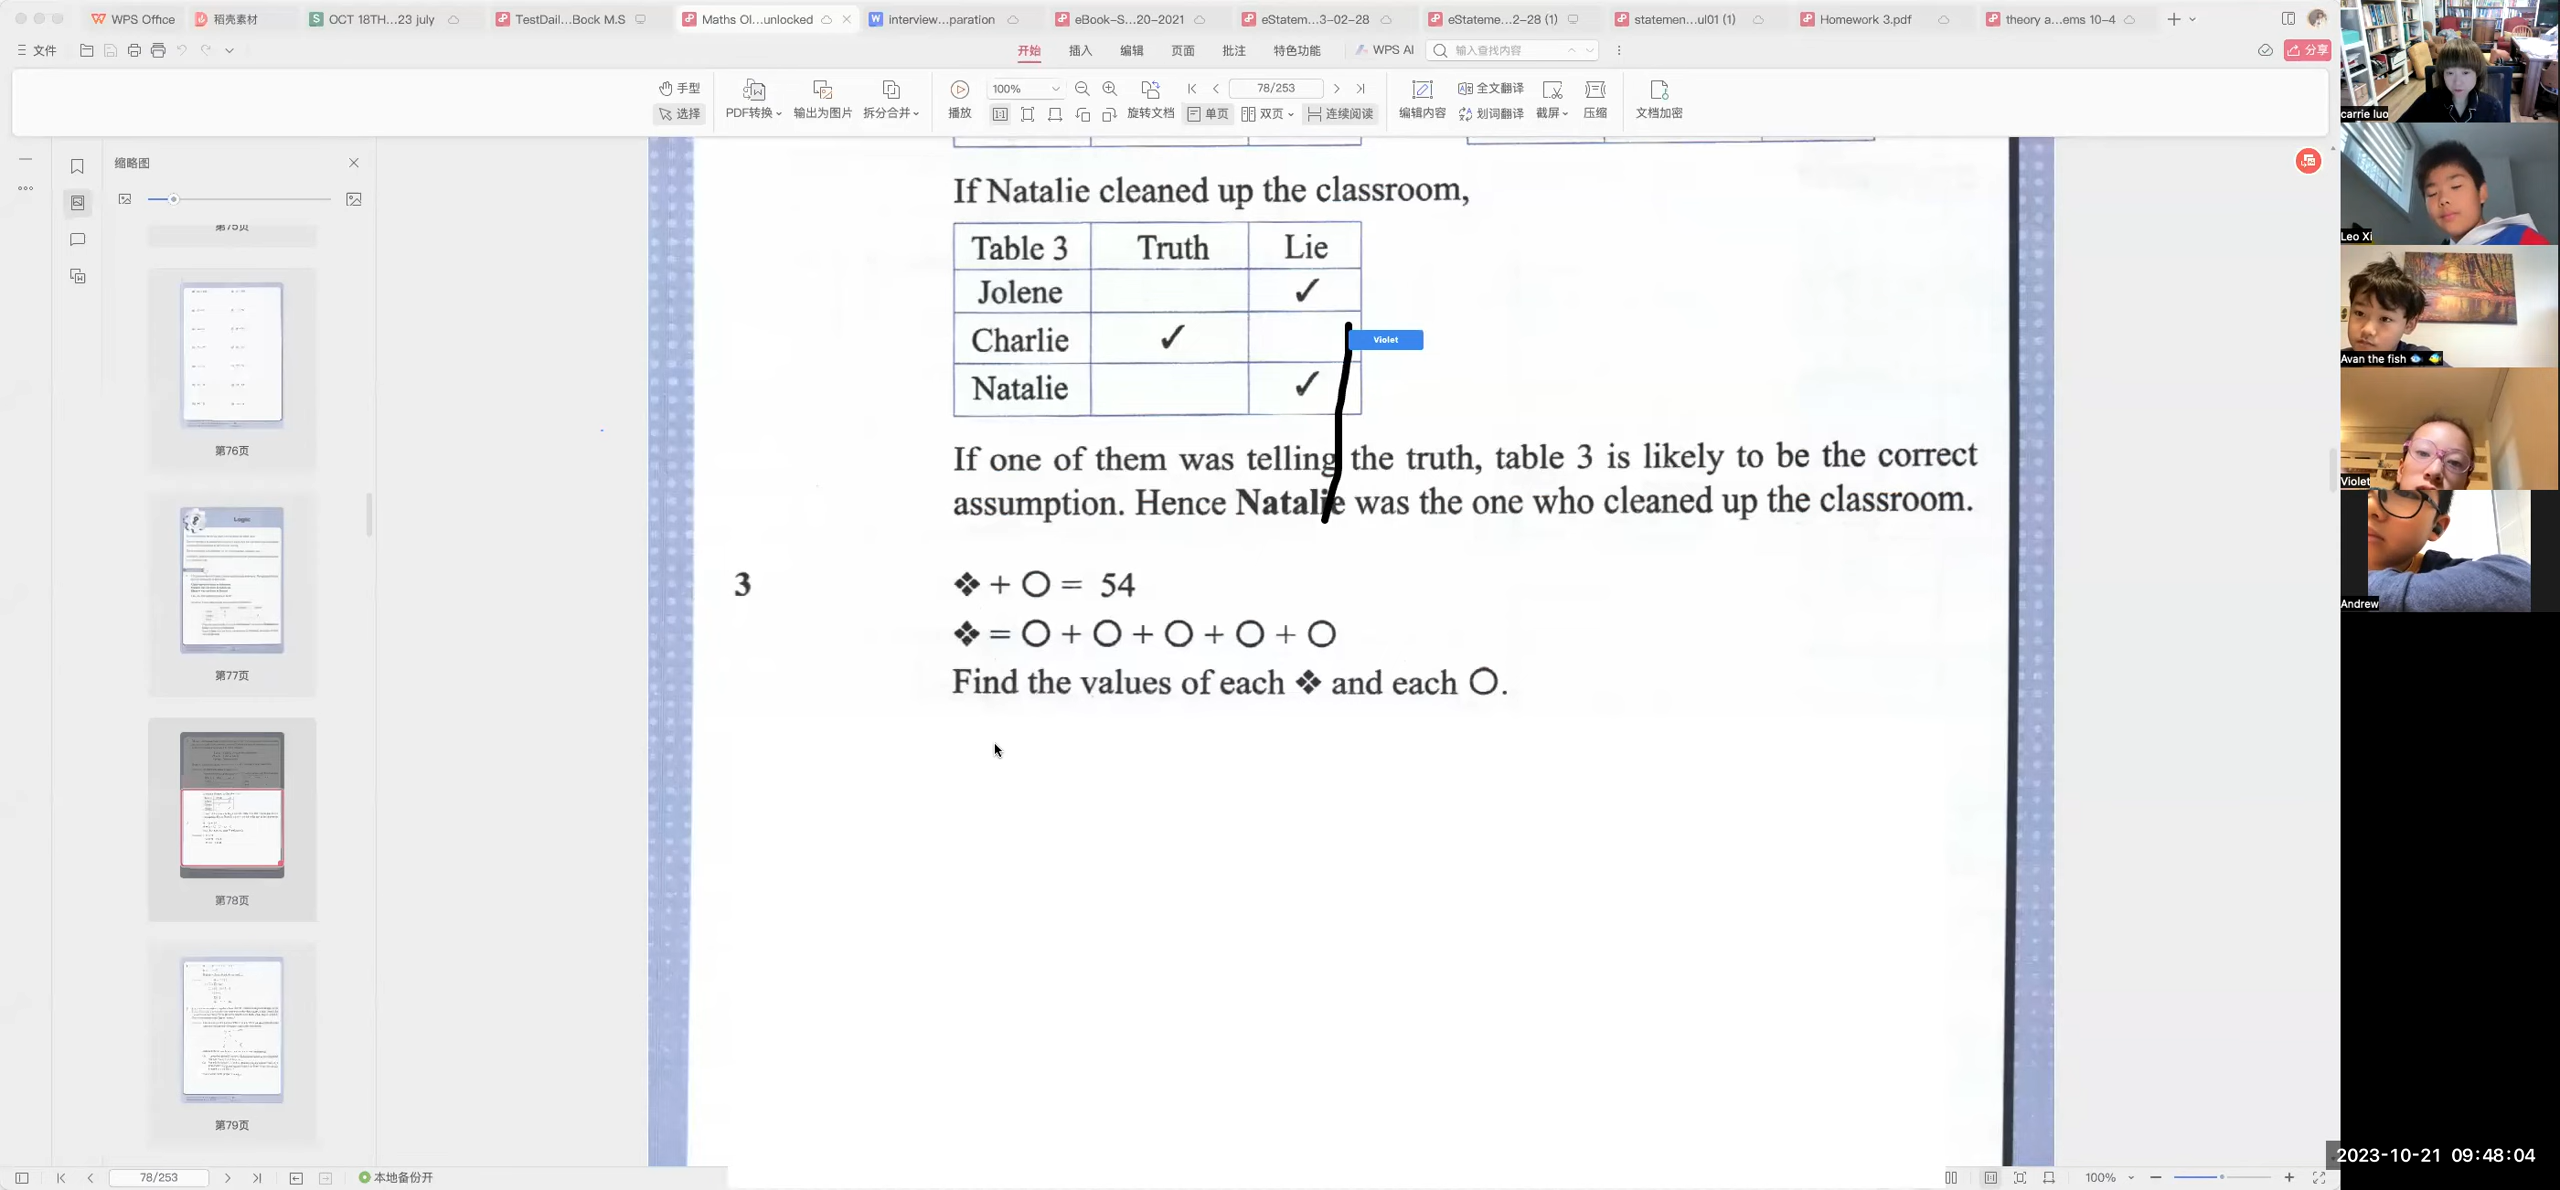 WPS Office
稻壳素材
OCT 18TH...23 july
TestDail...Bock M.S
Maths Ol...unlocked
interview...paration
eBook-S...20-2021
eStatem...3-02-28
eStateme...2-28 (1)
statemen...ul01 (1)
Homework 3.pdf
theory a...ems 10-4
文件
开始
插入
编辑
页面
批注
特色功能
WPS AI
输入查找内容
分享
手型
选择
PDF转换
输出为图片
拆分合并
播放
100%
旋转文档
78/253
单页
双页
连续阅读
编辑内容
全文翻译
划词翻译
截屏
压缩
文档加密
缩略图
第75页
第76页
Logic
第77页
第78页
第79页
If Natalie cleaned up the classroom,
Table 3 Truth Lie
Jolene ✓
Charlie ✓
Natalie ✓
Violet
If one of them was telling the truth, table 3 is likely to be the correct
assumption. Hence Natalie was the one who cleaned up the classroom.
3 ❖ + ○ = 54
❖ = ○ + ○ + ○ + ○ + ○
Find the values of each ❖ and each ○.
carrie luo
Leo Xi
Avan the fish 🐟 🐠
Violet
Andrew
2023-10-21 09:48:04
78/253
本地备份开
100%